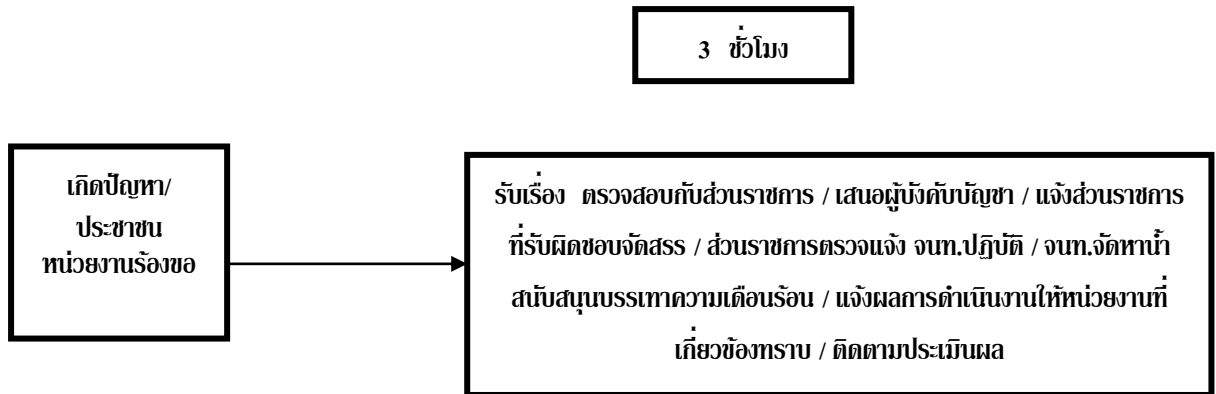 3 ชั่วโมง
เกิดปัญหา/
ประชาชน
หน่วยงานร้องขอ
รับเรื่อง ตรวจสอบกับส่วนราชการ / เสนอผู้บังคับบัญชา / แจ้งส่วนราชการ
ที่รับผิดชอบจัดสรร / ส่วนราชการตรวจแจ้ง จนท.ปฏิบัติ / จนท.จัดหาน้ำ
สนับสนุนบรรเทาความเดือนร้อน / แจ้งผลการดำเนินงานให้หน่วยงานที่
เกี่ยวข้องทราบ / ติดตามประเมินผล